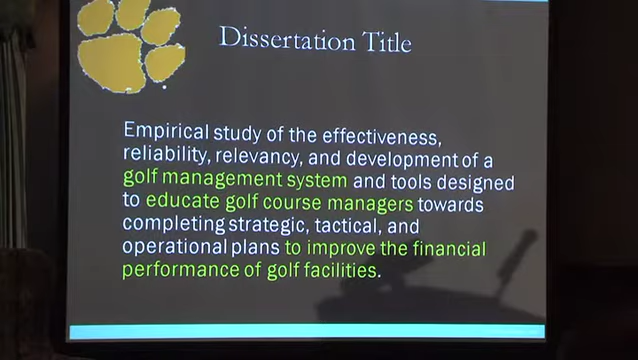 Dissertation Title
Empirical study of the effectiveness,
reliability, relevancy, and development of a
golf management system and tools designed
to educate golf course managers towards
completing strategic, tactical, and
operational plans to improve the financial
performance of golf facilities.